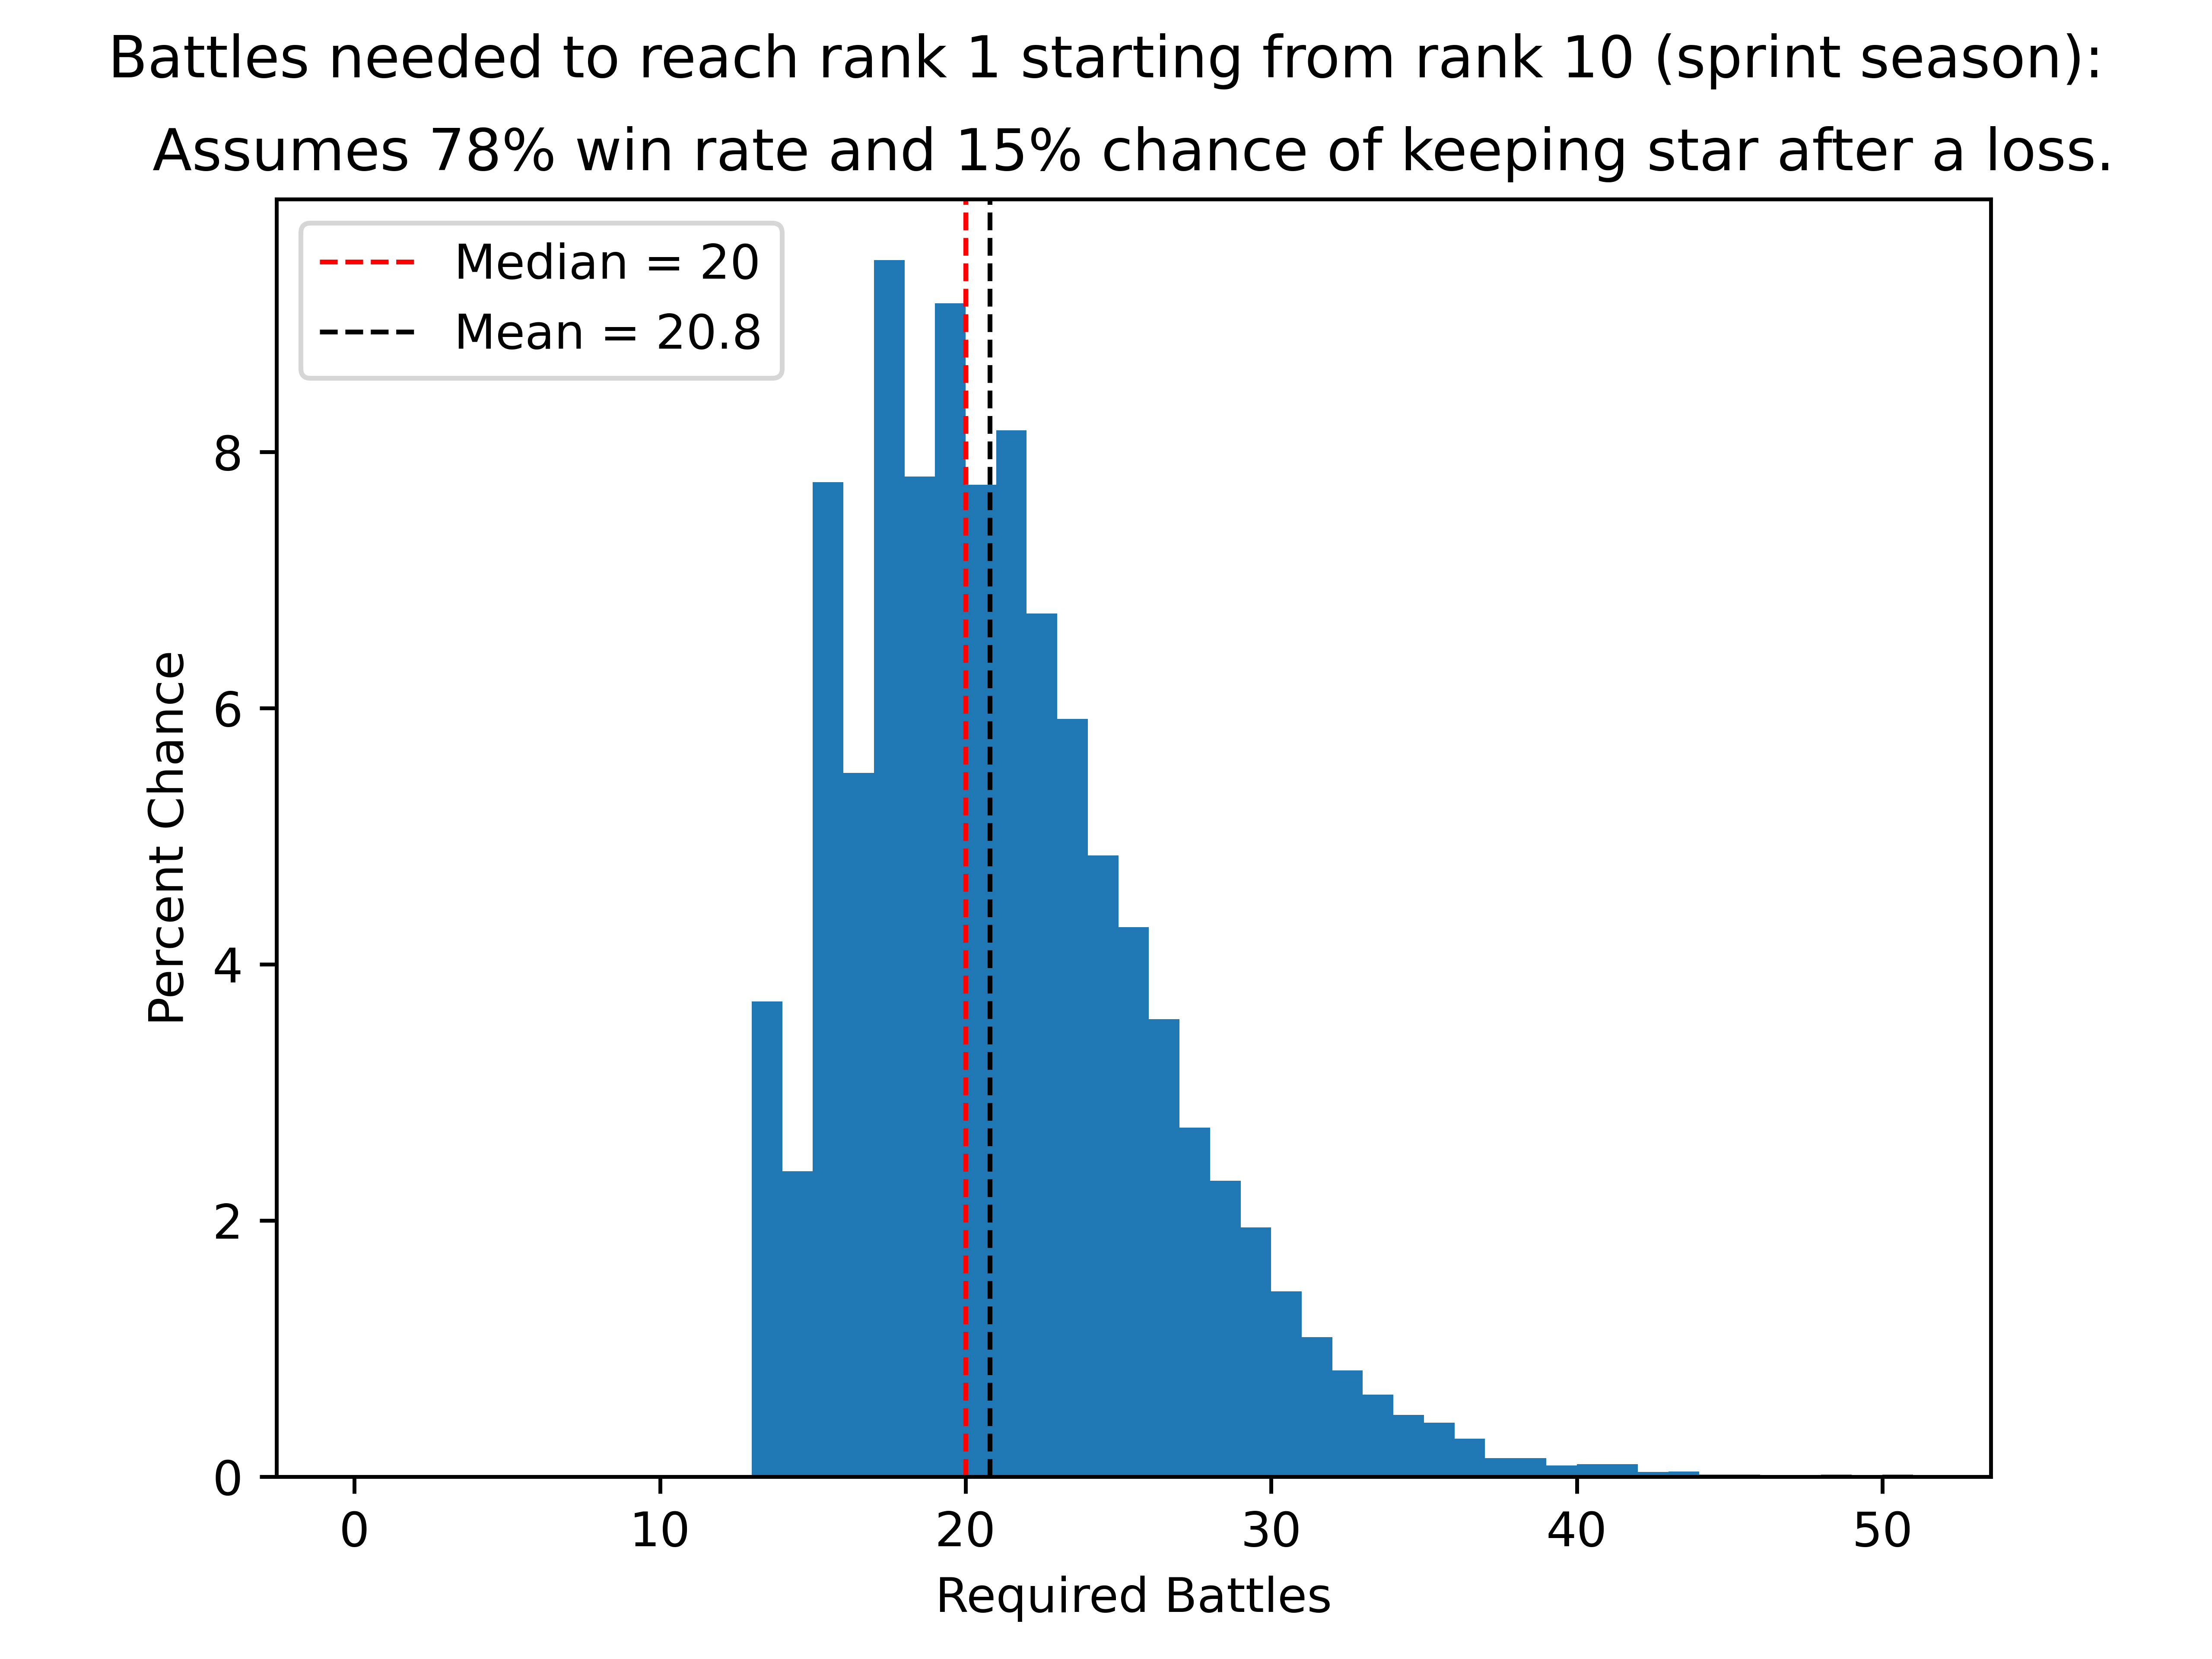 Battles needed to reach rank 1 starting from rank 10 (sprint season):
Assumes 78% win rate and 15% chance of keeping star after a loss.
Median = 20
Mean = 20.8
Percent Chance
8
6
4
2
0
0 10 20 30 40 50
Required Battles